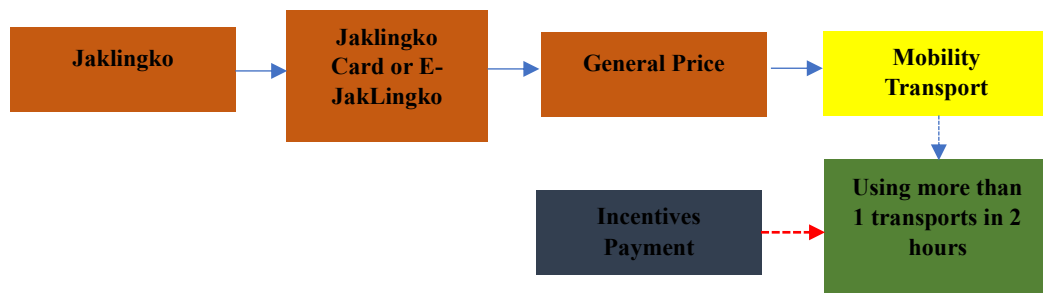 Jaklingko
Jaklingko
Card or E-
JakLingko
General Price
Mobility
Transport
Incentives
Payment
Using more than
1 transports in 2
hours